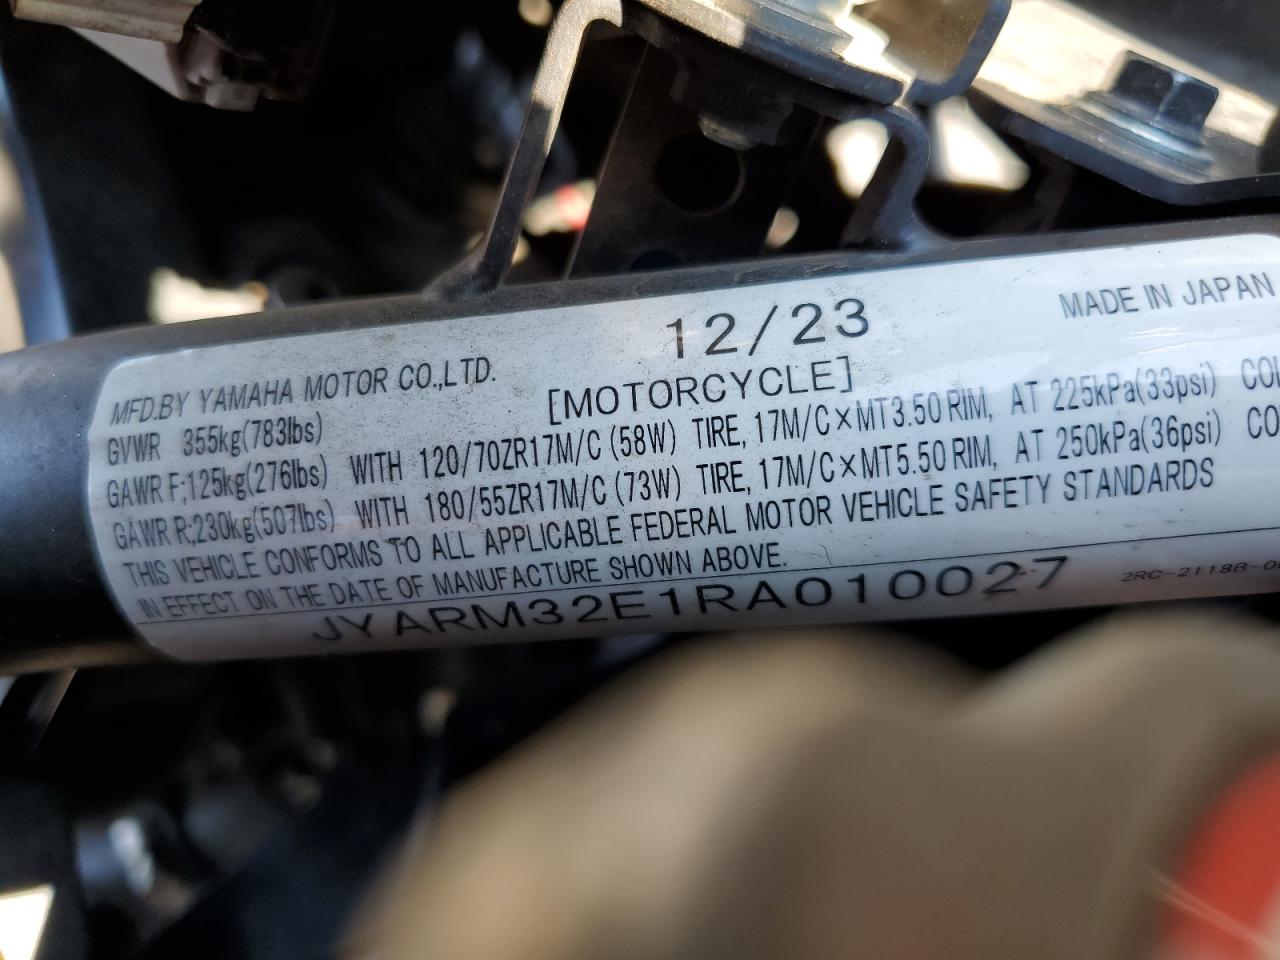 12/23
MADE IN JAPAN
MFD.BY YAMAHA MOTOR CO.,LTD.
[MOTORCYCLE]
GVWR 355kg(783lbs)
GAWR F;125kg(276lbs) WITH 120/70ZR17M/C (58W) TIRE, 17M/C×MT3.50 RIM, AT 225kPa(33psi)
GAWR R;230kg(507lbs) WITH 180/55ZR17M/C (73W) TIRE, 17M/C×MT5.50 RIM, AT 250kPa(36psi)
THIS VEHICLE CONFORMS TO ALL APPLICABLE FEDERAL MOTOR VEHICLE SAFETY STANDARDS
IN EFFECT ON THE DATE OF MANUFACTURE SHOWN ABOVE.
JYARM32E1RA010027